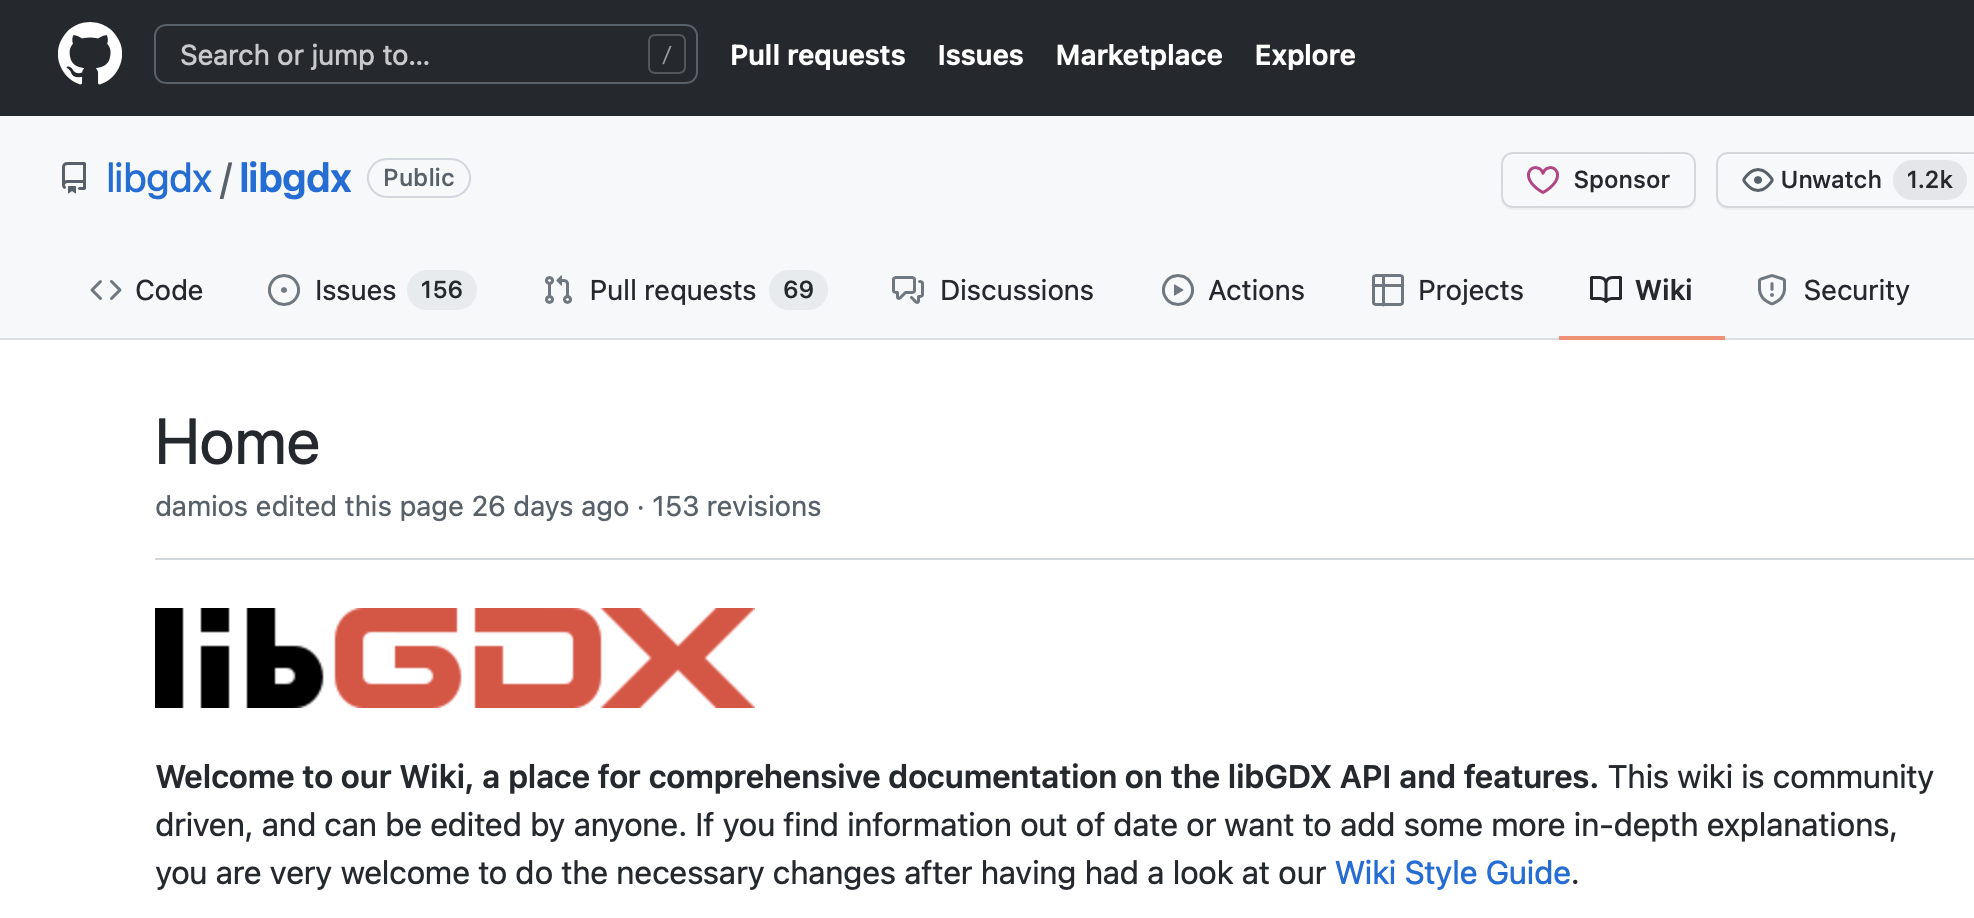 Search or jump to... /
Pull requests Issues Marketplace Explore
libgdx / libgdx Public
Sponsor Unwatch 1.2k
Code Issues 156 Pull requests 69 Discussions Actions Projects Wiki Security
Home
damios edited this page 26 days ago · 153 revisions
libGDX
Welcome to our Wiki, a place for comprehensive documentation on the libGDX API and features. This wiki is community
driven, and can be edited by anyone. If you find information out of date or want to add some more in-depth explanations,
you are very welcome to do the necessary changes after having had a look at our Wiki Style Guide.